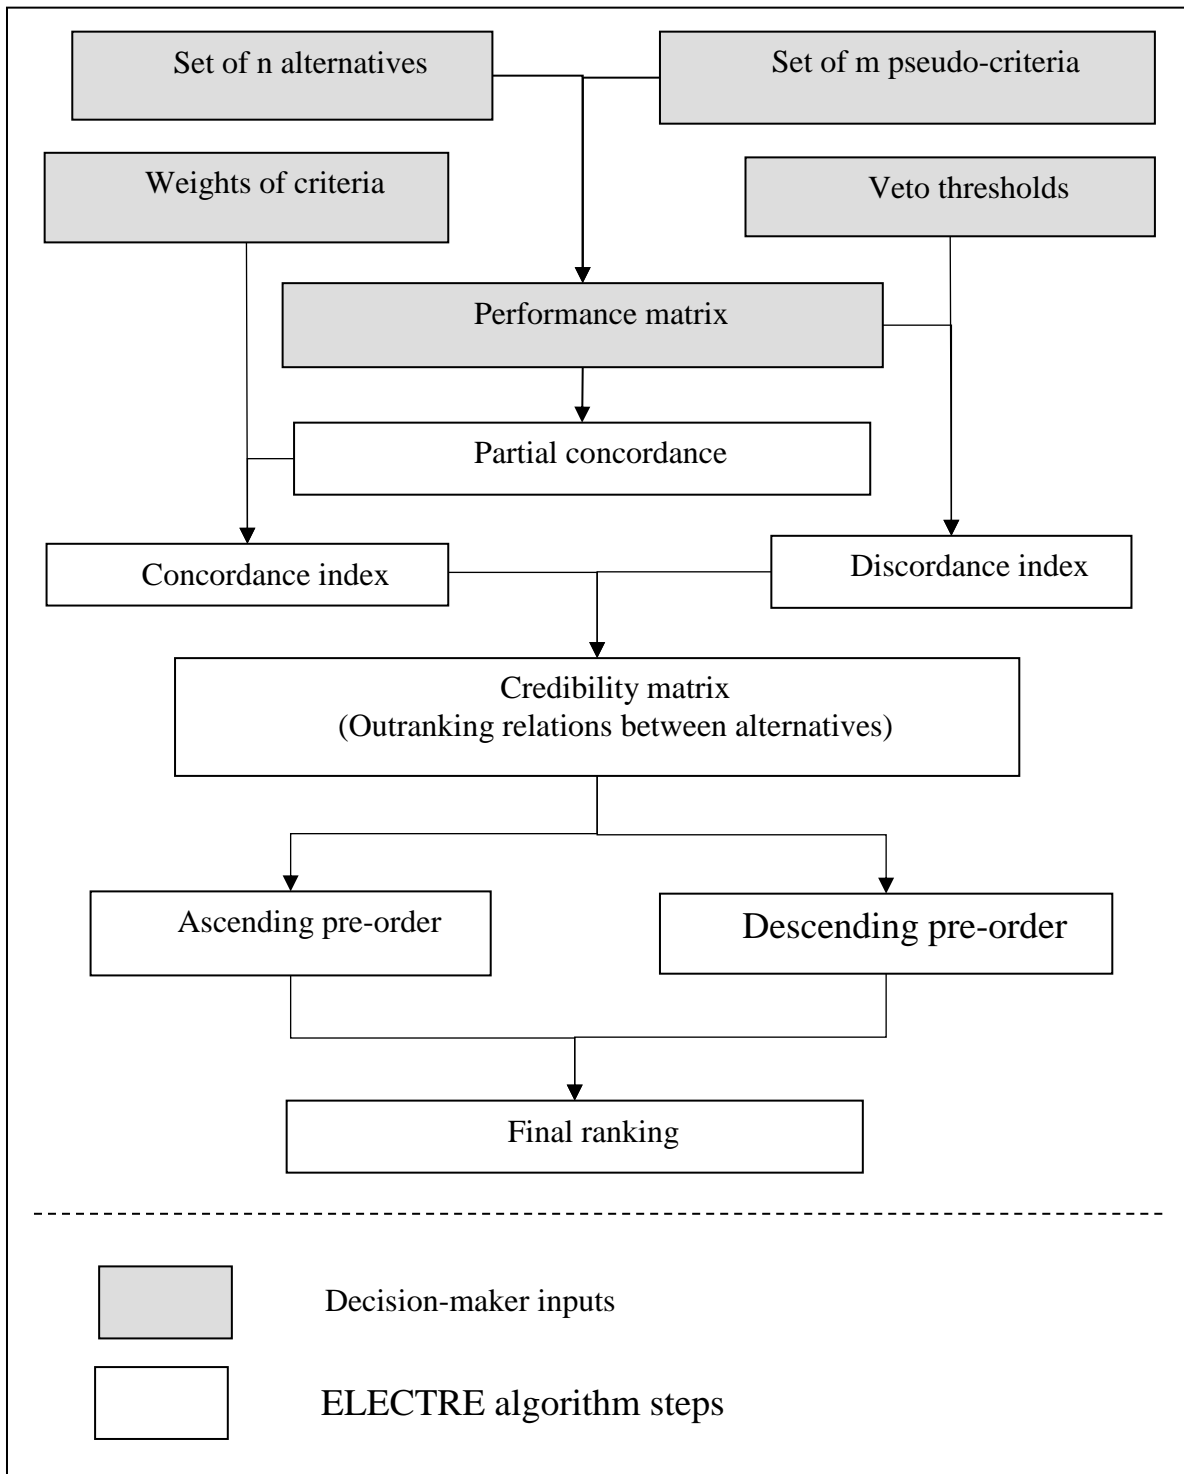 Set of n alternatives
Set of m pseudo-criteria
Weights of criteria
Veto thresholds
Performance matrix
Partial concordance
Concordance index
Discordance index
Credibility matrix
(Outranking relations between alternatives)
Ascending pre-order
Descending pre-order
Final ranking
Decision-maker inputs
ELECTRE algorithm steps